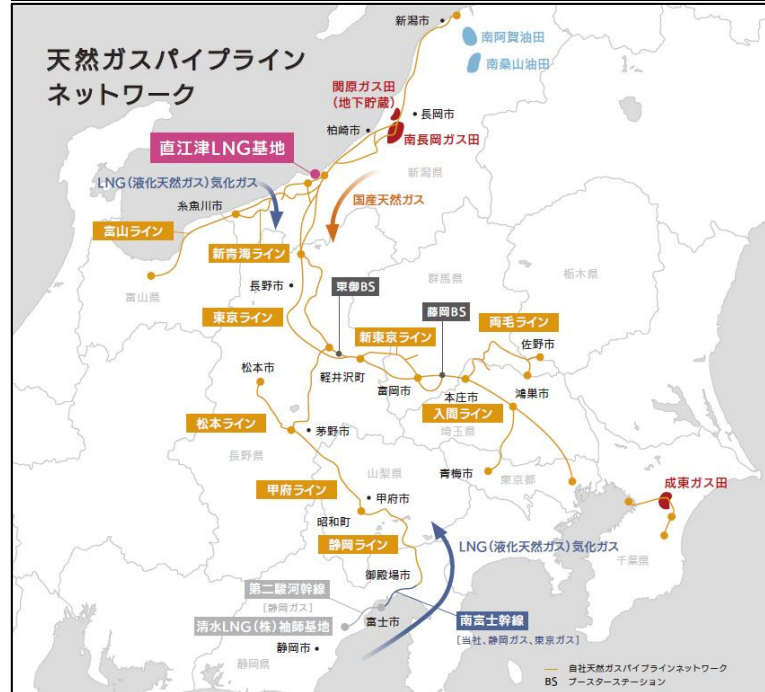 天然ガスパイプライン
ネットワーク
新潟市
南阿賀油田
南桑山油田
関原ガス田
(地下貯蔵)
長岡市
柏崎市
南長岡ガス田
直江津LNG基地
新潟県
LNG(液化天然ガス)気化ガス
国産天然ガス
糸魚川市
富山ライン
新青海ライン
富山県
長野市
東御BS
群馬県
栃木県
東京ライン
藤岡BS
新東京ライン
両毛ライン
佐野市
松本市
軽井沢町
富岡市
本庄市
鴻巣市
入間ライン
松本ライン
茅野市
埼玉県
長野県
青梅市
東京都
山梨県
成東ガス田
甲府ライン
甲府市
昭和町
静岡ライン
LNG(液化天然ガス)気化ガス
千葉県
御殿場市
第二駿河幹線
[静岡ガス]
清水LNG(株)袖師基地
富士市
南富士幹線
[当社、静岡ガス、東京ガス]
静岡市
静岡県
自社天然ガスパイプラインネットワーク
BS ブースターステーション